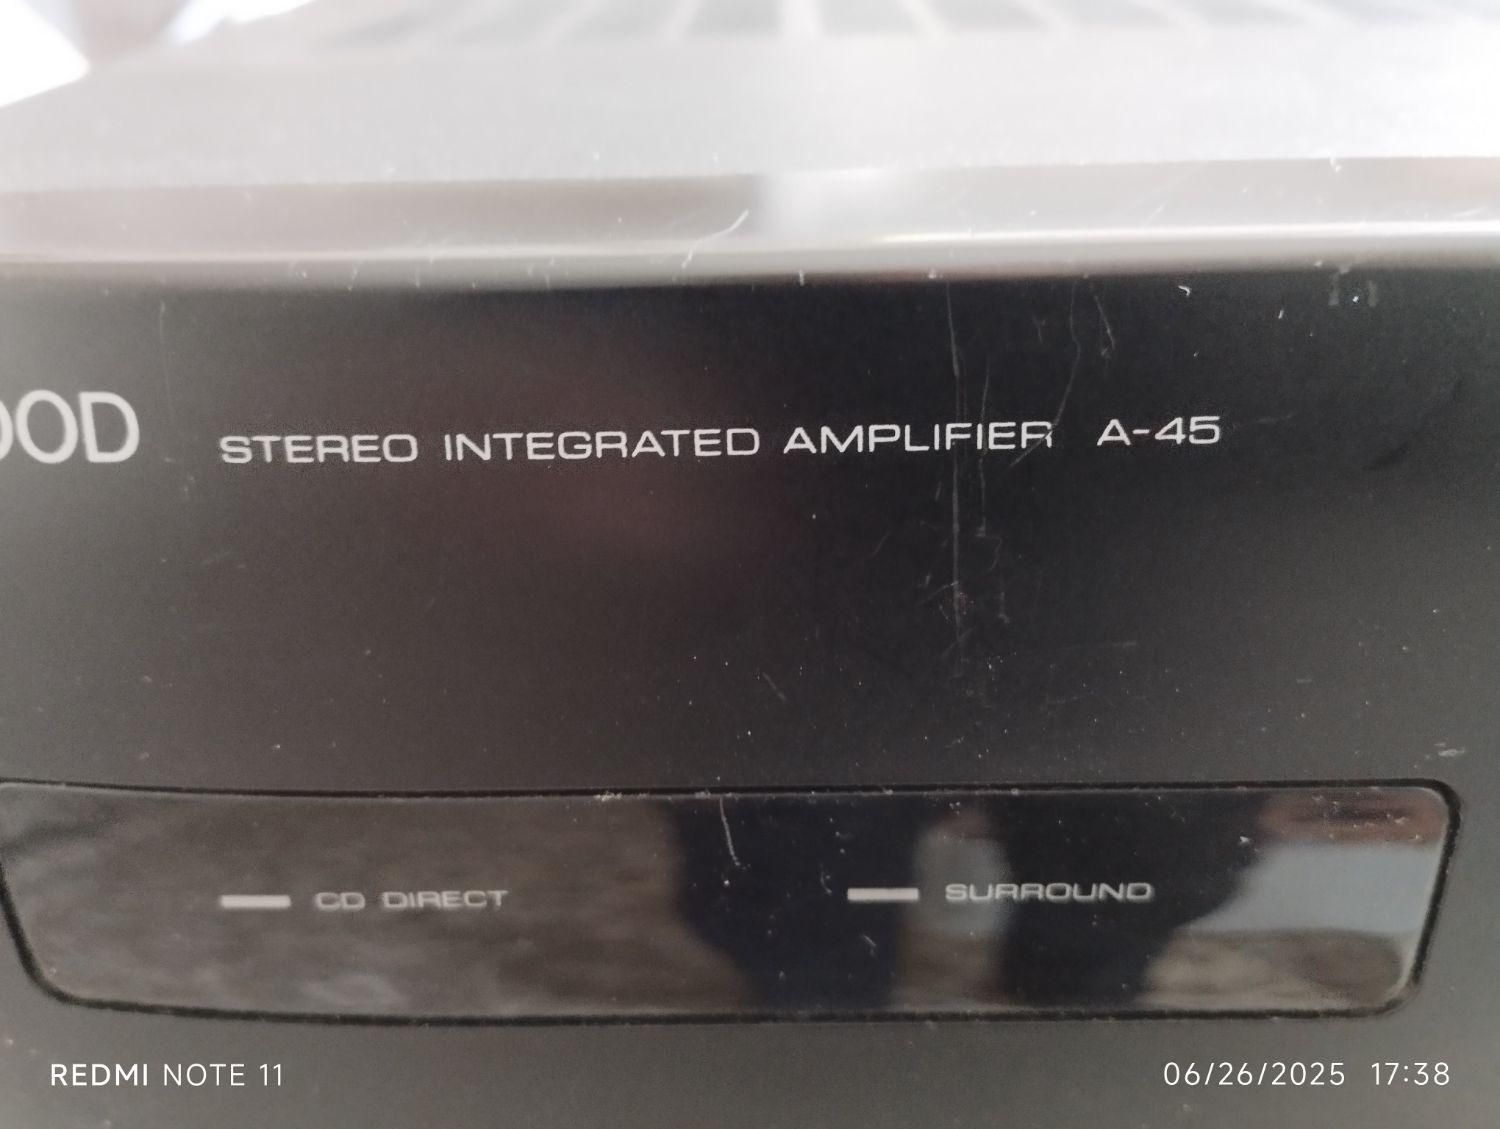 OOD STEREO INTEGRATED AMPLIFIER A-45
CD DIRECT SURROUND
REDMI NOTE 11 06/26/2025 17:38